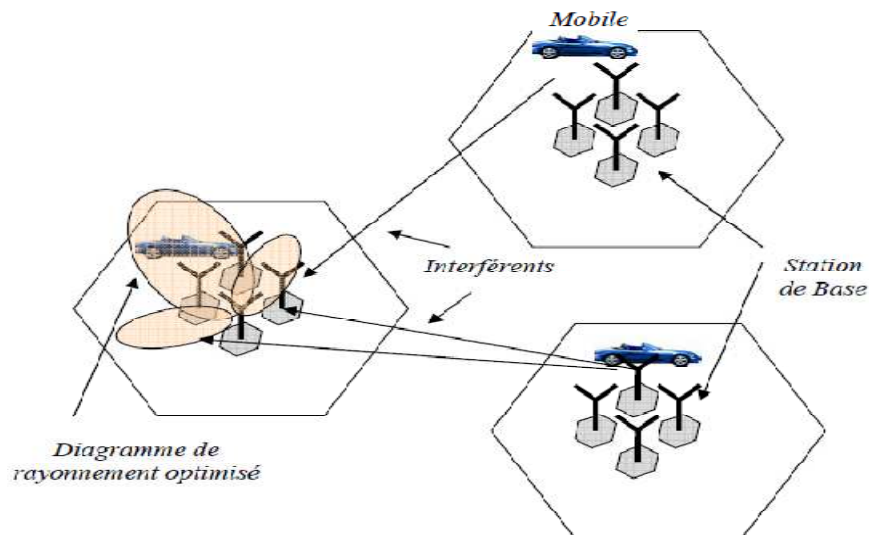 Mobile
Interférents
Station
de Base
Diagramme de
rayonnement optimisé